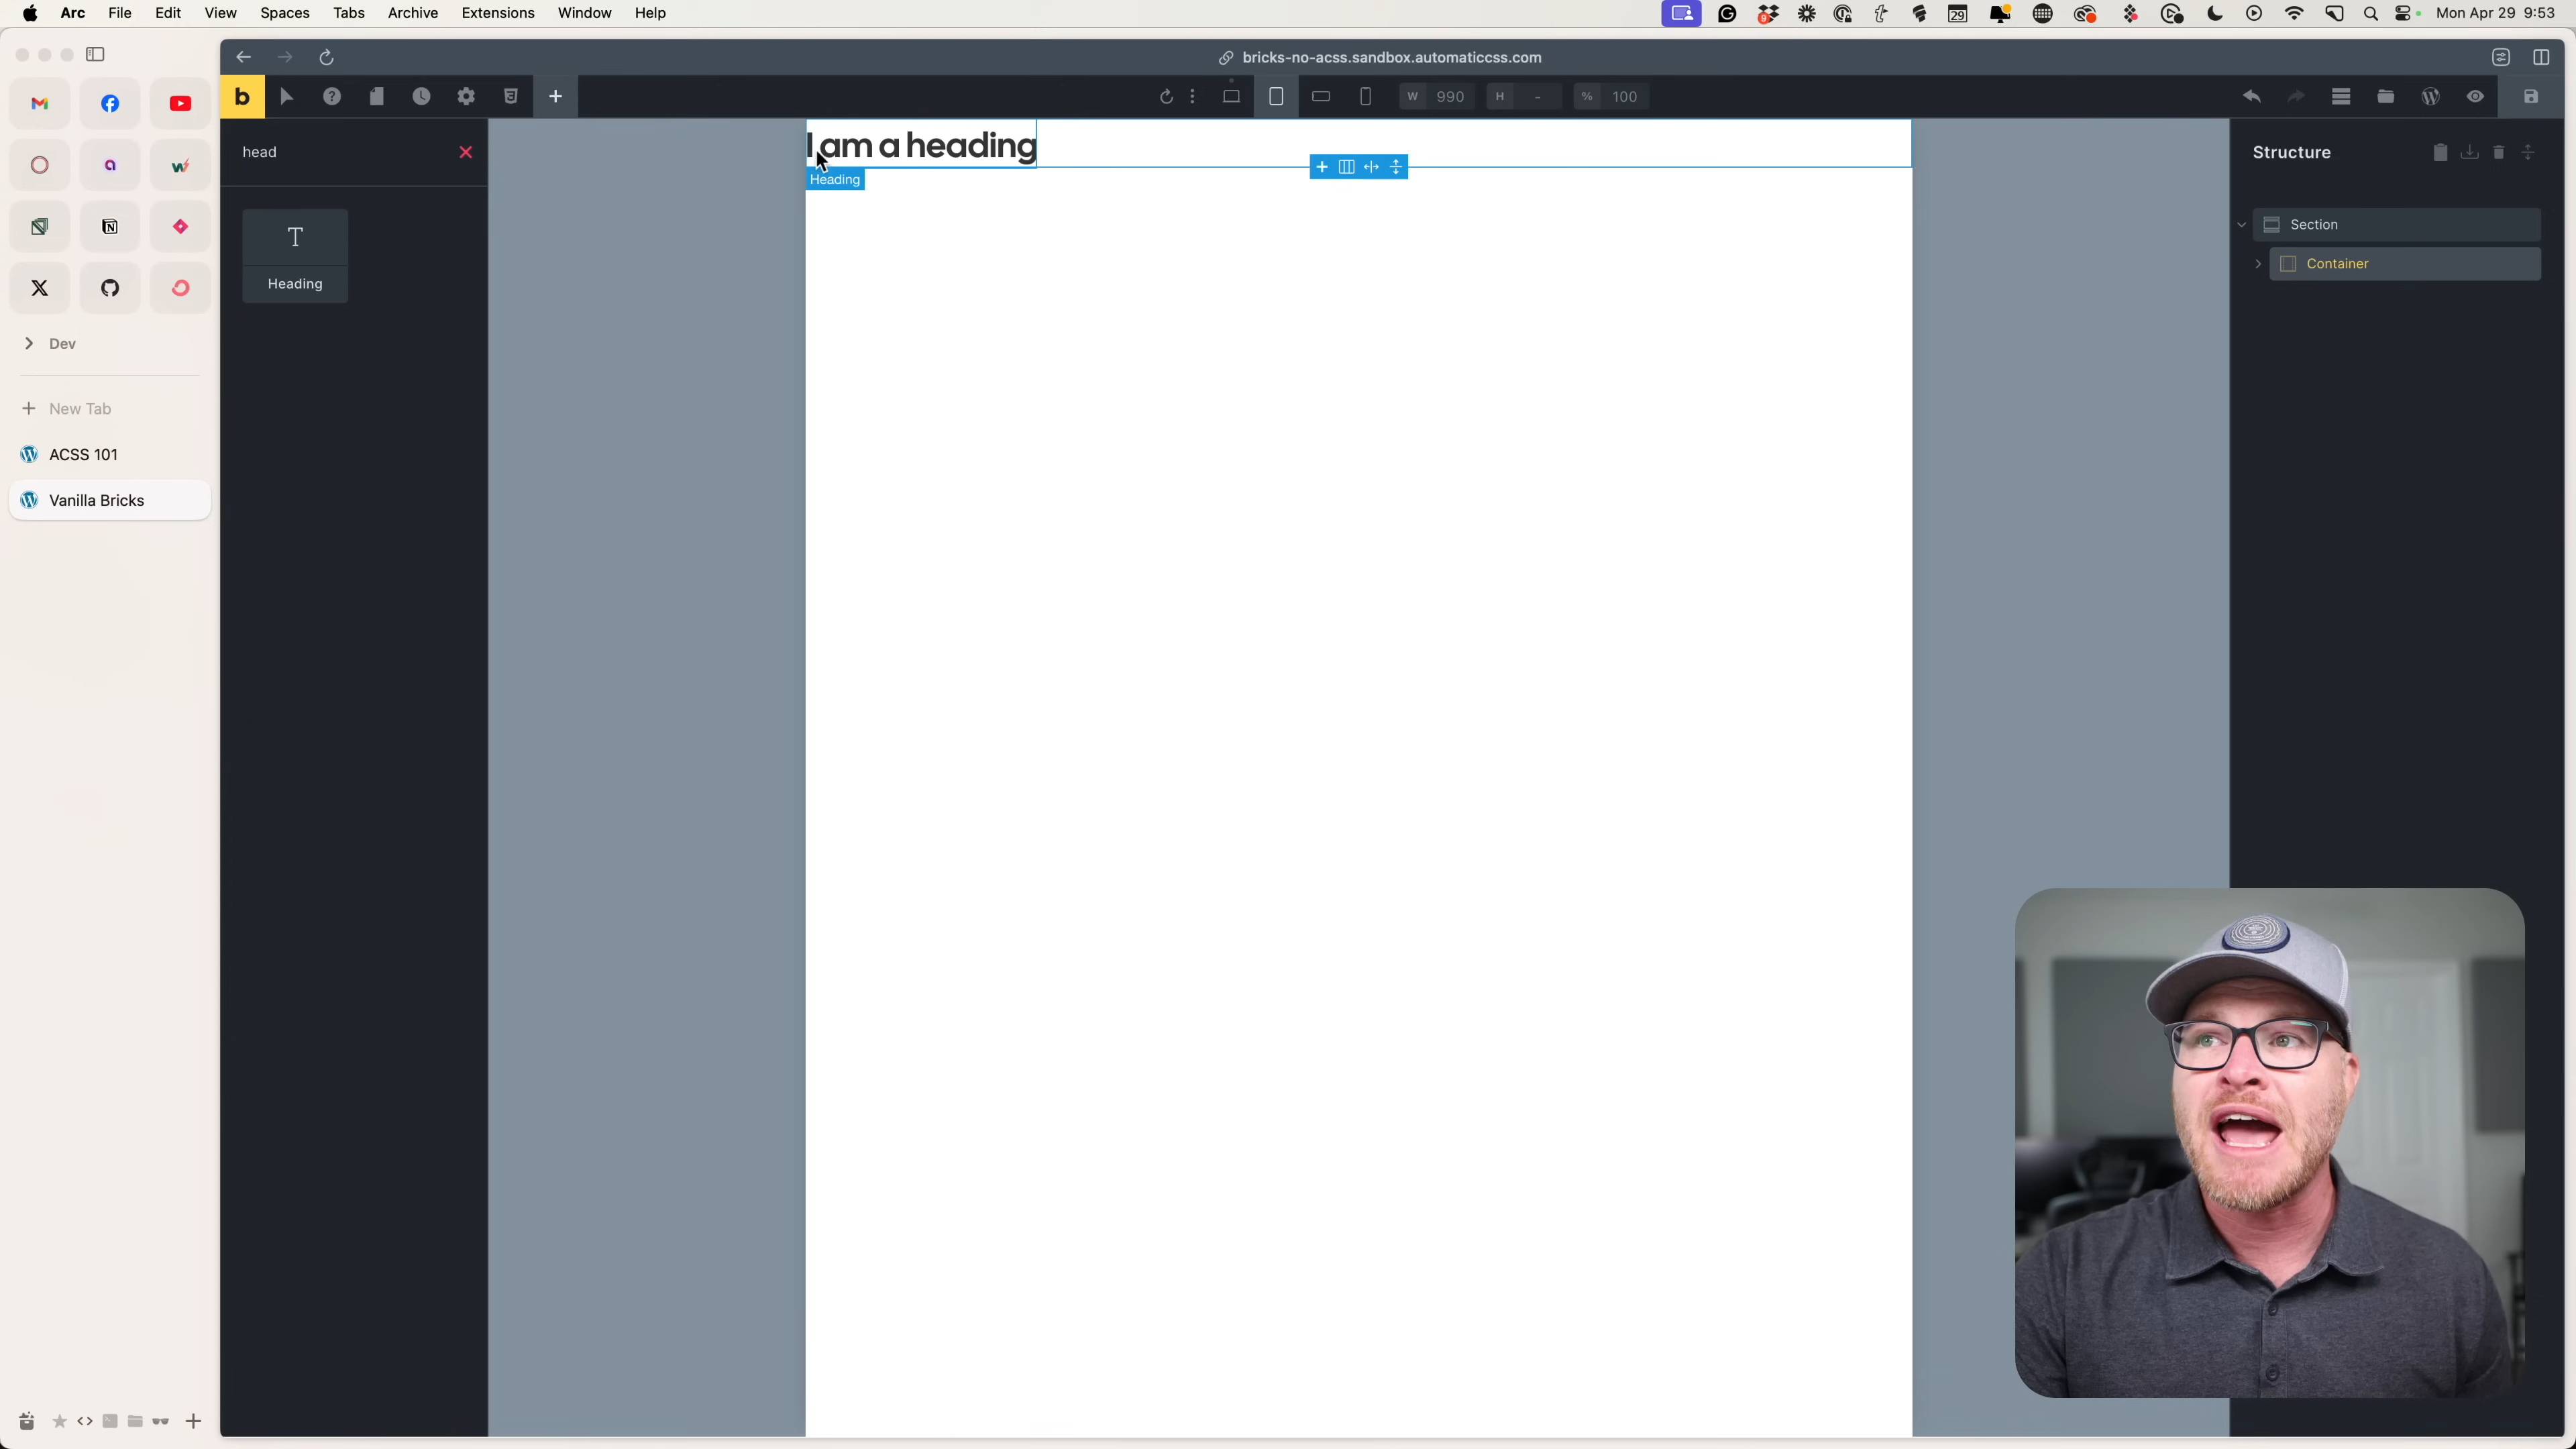 Arc File Edit View Spaces Tabs Archive Extensions Window Help
9
29
Mon Apr 29 9:53
bricks-no-acss.sandbox.automaticcss.com
b
W 990 H - % 100
head
I am a heading
Heading
Structure
T
Heading
Section
Container
Dev
New Tab
ACSS 101
Vanilla Bricks